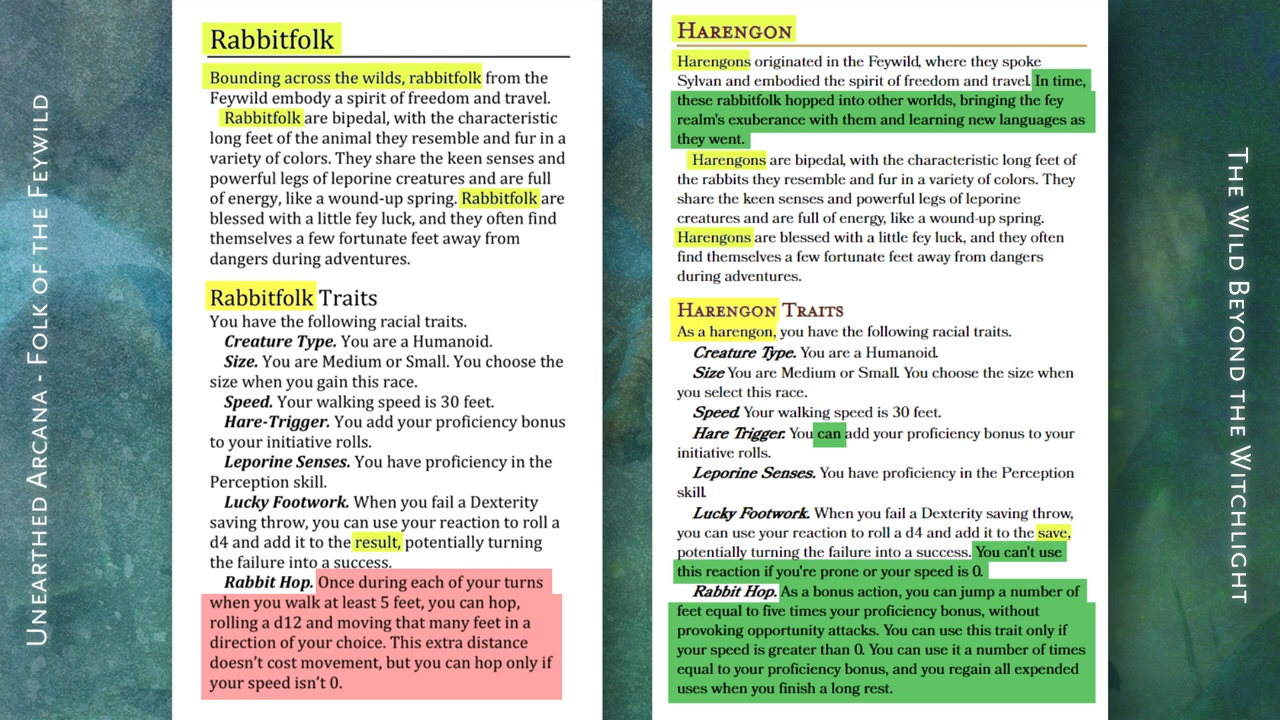 UNEARTHED ARCANA - FOLK OF THE FEYWILD
Rabbitfolk
Bounding across the wilds, rabbitfolk from the
Feywild embody a spirit of freedom and travel.
Rabbitfolk are bipedal, with the characteristic
long feet of the animal they resemble and fur in a
variety of colors. They share the keen senses and
powerful legs of leporine creatures and are full
of energy, like a wound-up spring. Rabbitfolk are
blessed with a little fey luck, and they often find
themselves a few fortunate feet away from
dangers during adventures.
Rabbitfolk Traits
You have the following racial traits.
Creature Type. You are a Humanoid.
Size. You are Medium or Small. You choose the
size when you gain this race.
Speed. Your walking speed is 30 feet.
Hare-Trigger. You add your proficiency bonus
to your initiative rolls.
Leporine Senses. You have proficiency in the
Perception skill.
Lucky Footwork. When you fail a Dexterity
saving throw, you can use your reaction to roll a
d4 and add it to the result, potentially turning
the failure into a success.
Rabbit Hop. Once during each of your turns
when you walk at least 5 feet, you can hop,
rolling a d12 and moving that many feet in a
direction of your choice. This extra distance
doesn't cost movement, but you can hop only if
your speed isn't 0.
HARENGON
Harengons originated in the Feywild, where they spoke
Sylvan and embodied the spirit of freedom and travel. In time,
these rabbitfolk hopped into other worlds, bringing the fey
realm's exuberance with them and learning new languages as
they went.
Harengons are bipedal, with the characteristic long feet of
the rabbits they resemble and fur in a variety of colors. They
share the keen senses and powerful legs of leporine
creatures and are full of energy, like a wound-up spring.
Harengons are blessed with a little fey luck, and they often
find themselves a few fortunate feet away from dangers
during adventures.
HARENGON TRAITS
As a harengon, you have the following racial traits.
Creature Type. You are a Humanoid.
Size You are Medium or Small. You choose the size when
you select this race.
Speed. Your walking speed is 30 feet.
Hare Trigger. You can add your proficiency bonus to your
initiative rolls.
Leporine Senses. You have proficiency in the Perception
skill.
Lucky Footwork. When you fail a Dexterity saving throw,
you can use your reaction to roll a d4 and add it to the save,
potentially turning the failure into a success. You can't use
this reaction if you're prone or your speed is 0.
Rabbit Hop. As a bonus action, you can jump a number of
feet equal to five times your proficiency bonus, without
provoking opportunity attacks. You can use this trait only if
your speed is greater than 0. You can use it a number of times
equal to your proficiency bonus, and you regain all expended
uses when you finish a long rest.
THE WILD BEYOND THE WITCHLIGHT